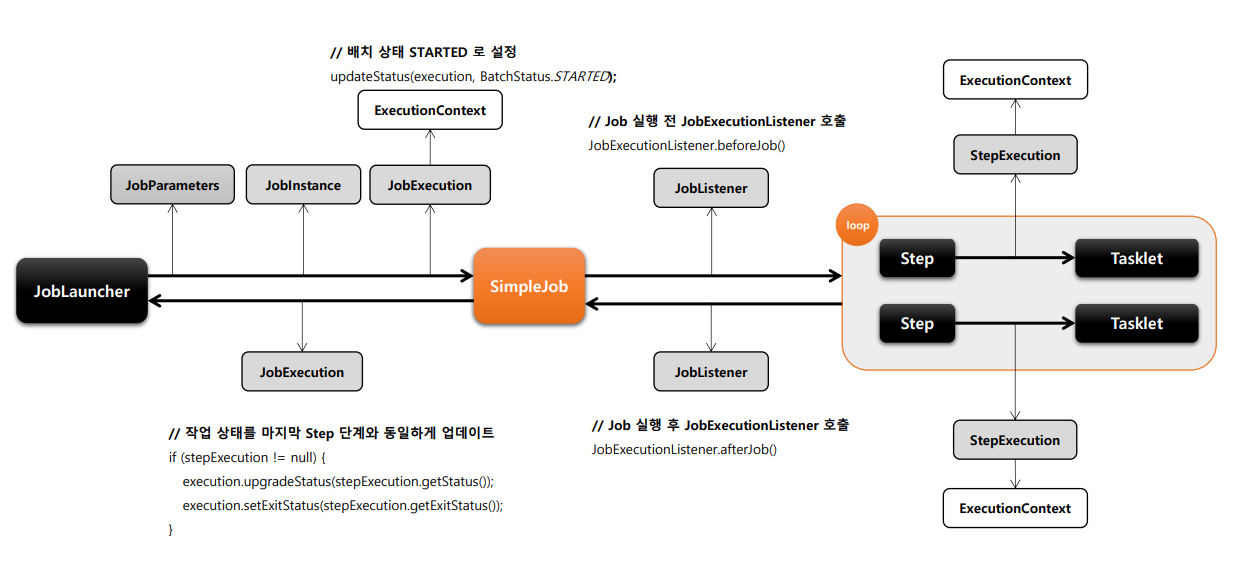 // 배치 상태 STARTED 로 설정
updateStatus(execution, BatchStatus.STARTED);
ExecutionContext
JobParameters
JobInstance
JobExecution
// Job 실행 전 JobExecutionListener 호출
JobExecutionListener.beforeJob()
JobListener
ExecutionContext
StepExecution
loop
Step
Tasklet
JobLauncher
SimpleJob
Step
Tasklet
JobExecution
JobListener
// 작업 상태를 마지막 Step 단계와 동일하게 업데이트
if (stepExecution != null) {
execution.upgradeStatus(stepExecution.getStatus());
execution.setExitStatus(stepExecution.getExitStatus());
}
// Job 실행 후 JobExecutionListener 호출
JobExecutionListener.afterJob()
StepExecution
ExecutionContext